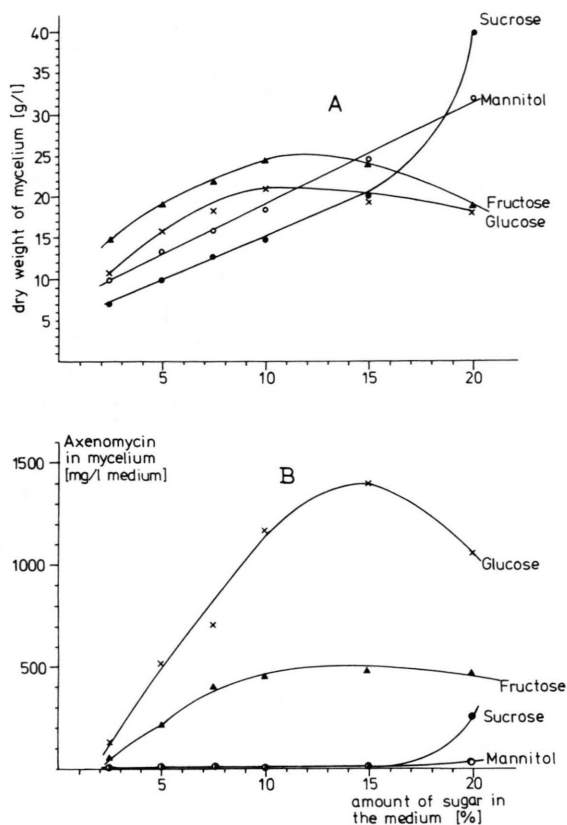 Sucrose
40
A
Mannitol
35
30
25
20
15
10
5
Fructose
Glucose
dry weight of mycelium [g/l]
5 10 15 20
Axenomycin
in mycelium
[mg/l medium]
B
1500
1000
500
Glucose
Fructose
Sucrose
Mannitol
5 10 15 20
amount of sugar in
the medium [%]